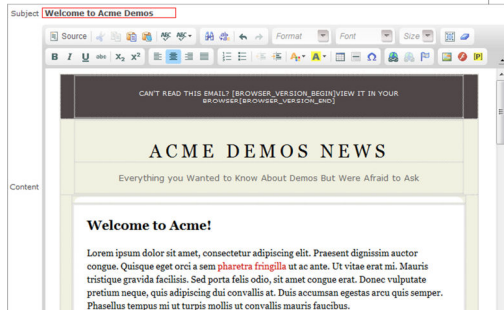 Subject Welcome to Acme Demos
Source Format Font Size
B I U abc X₂ X²
CAN'T READ THIS EMAIL? [BROWSER_VERSION_BEGIN]VIEW IT IN YOUR
BROWSER[BROWSER_VERSION_END]
ACME DEMOS NEWS
Everything you Wanted to Know About Demos But Were Afraid to Ask
Content
Welcome to Acme!
Lorem ipsum dolor sit amet, consectetur adipiscing elit. Praesent dignissim auctor
congue. Quisque eget orci a sem pharetra fringilla ut ac ante. Ut vitae erat mi. Mauris
tristique gravida facilisis. Sed porta felis odio, sit amet congue erat. Donec vulputate
pretium neque, quis adipiscing dui convallis at. Duis accumsan egestas arcu quis semper.
Phasellus tempus mi ut turpis mollis ut convallis mauris faucibus.